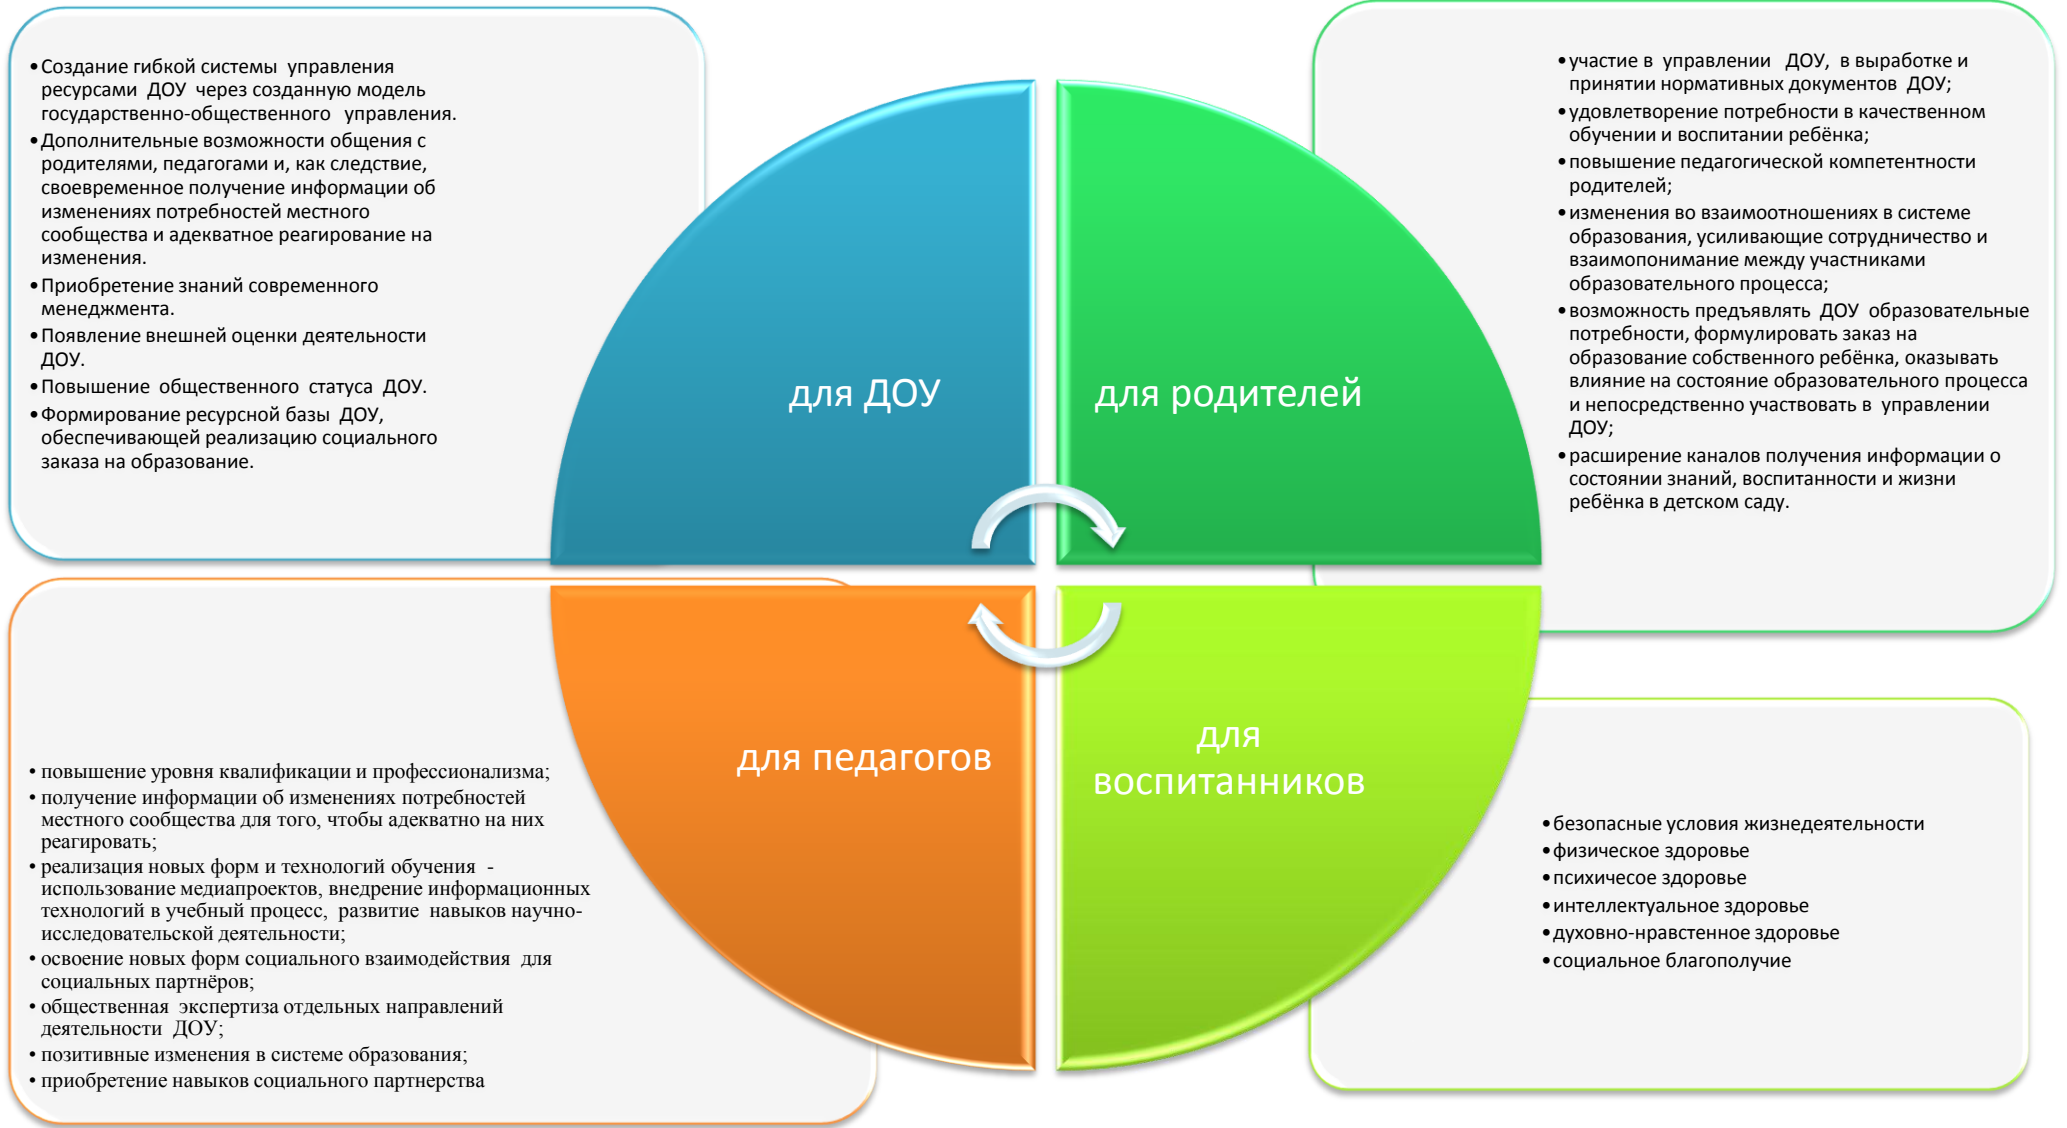 •Создание гибкой системы управления
ресурсами ДОУ через созданную модель
государственно-общественного управления.
•Дополнительные возможности общения с
родителями, педагогами и, как следствие,
своевременное получение информации об
изменениях потребностей местного
сообщества и адекватное реагирование на
изменения.
•Приобретение знаний современного
менеджмента.
•Появление внешней оценки деятельности
ДОУ.
•Повышение общественного статуса ДОУ.
•Формирование ресурсной базы ДОУ,
обеспечивающей реализацию социального
заказа на образование.
для ДОУ
для родителей
•участие в управлении ДОУ, в выработке и
принятии нормативных документов ДОУ;
•удовлетворение потребности в качественном
обучении и воспитании ребёнка;
•повышение педагогической компетентности
родителей;
•изменения во взаимоотношениях в системе
образования, усиливающие сотрудничество и
взаимопонимание между участниками
образовательного процесса;
•возможность предъявлять ДОУ образовательные
потребности, формулировать заказ на
образование собственного ребёнка, оказывать
влияние на состояние образовательного процесса
и непосредственно участвовать в управлении
ДОУ;
•расширение каналов получения информации о
состоянии знаний, воспитанности и жизни
ребёнка в детском саду.
для педагогов
• повышение уровня квалификации и профессионализма;
• получение информации об изменениях потребностей
местного сообщества для того, чтобы адекватно на них
реагировать;
• реализация новых форм и технологий обучения -
использование медиапроектов, внедрение информационных
технологий в учебный процесс, развитие навыков научно-
исследовательской деятельности;
• освоение новых форм социального взаимодействия для
социальных партнёров;
• общественная экспертиза отдельных направлений
деятельности ДОУ;
• позитивные изменения в системе образования;
• приобретение навыков социального партнерства
для
воспитанников
•безопасные условия жизнедеятельности
•физическое здоровье
•психичесое здоровье
•интеллектуальное здоровье
•духовно-нравстенное здоровье
•социальное благополучие